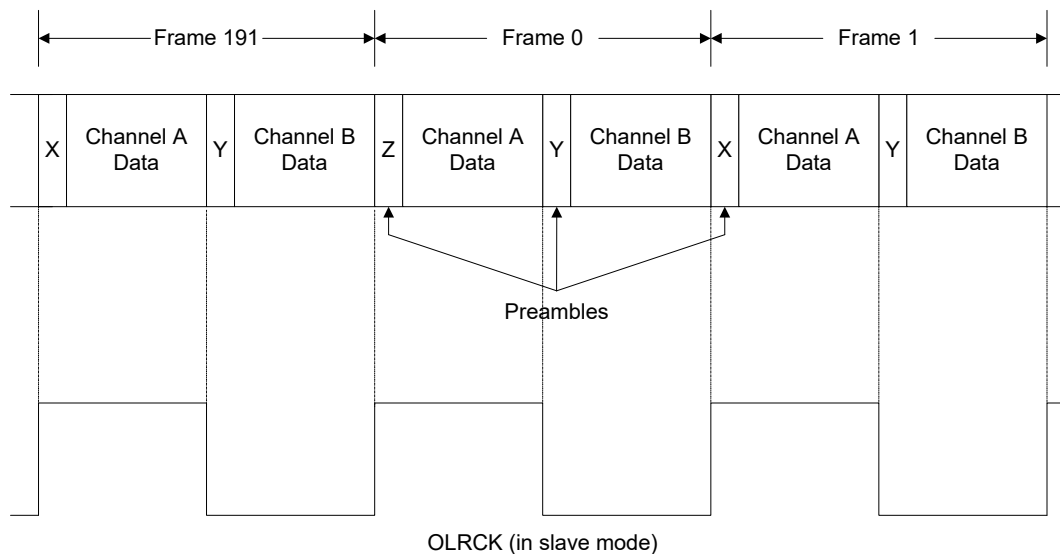 Frame 191 Frame 0 Frame 1
X Channel A Data Y Channel B Data Z Channel A Data Y Channel B Data X Channel A Data Y Channel B Data
Preambles
OLRCK (in slave mode)